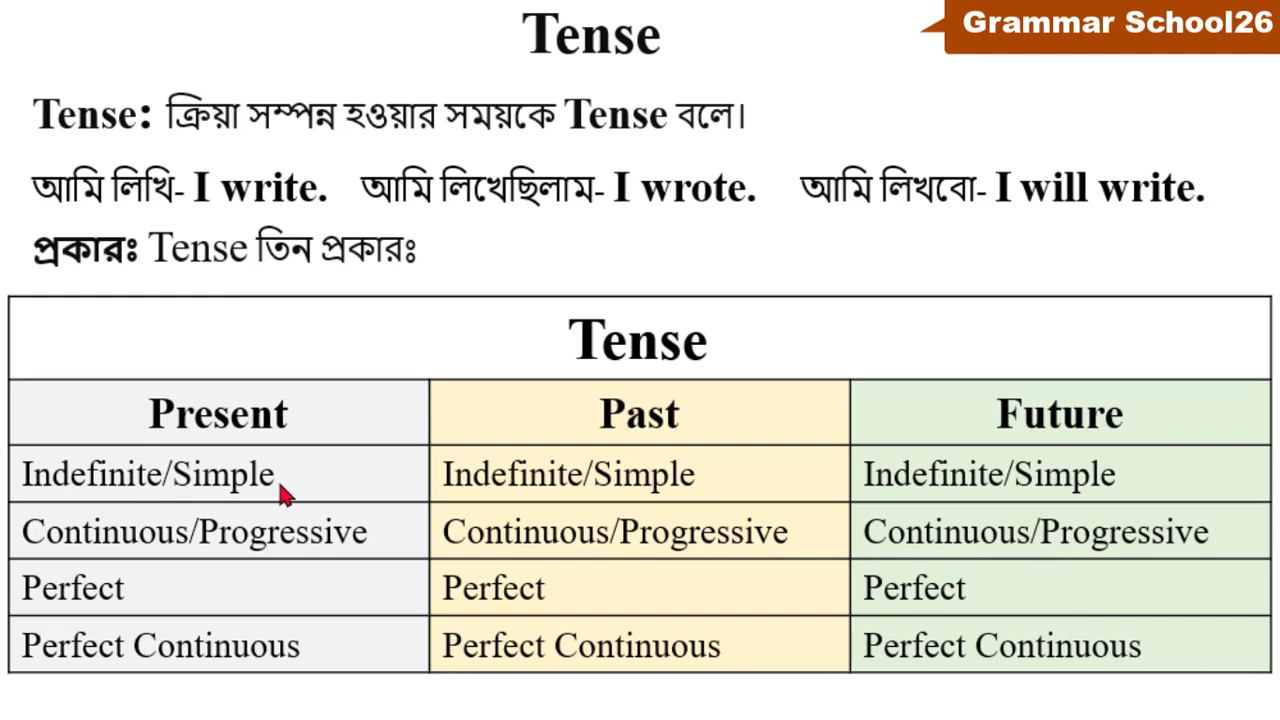 Grammar School26
Tense
Tense: ক্রিয়া সম্পন্ন হওয়ার সময়কে Tense বলে।
আমি লিখি- I write. আমি লিখেছিলাম- I wrote. আমি লিখবো- I will write.
প্রকারঃ Tense তিন প্রকারঃ
Tense
Present Past Future
Indefinite/Simple Indefinite/Simple Indefinite/Simple
Continuous/Progressive Continuous/Progressive Continuous/Progressive
Perfect Perfect Perfect
Perfect Continuous Perfect Continuous Perfect Continuous